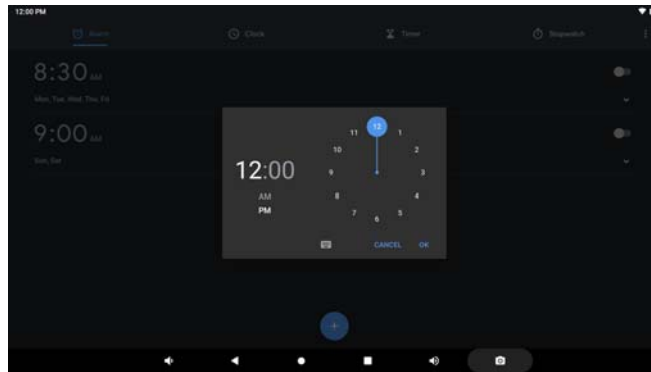 12:00 PM
Alarm Clock Timer Stopwatch
8:30 AM
Mon, Tue, Wed, Thu, Fri
9:00 AM
Sun, Sat
12:00
AM
PM
12
11 1
10 2
9 3
8 4
7 5
6
CANCEL OK